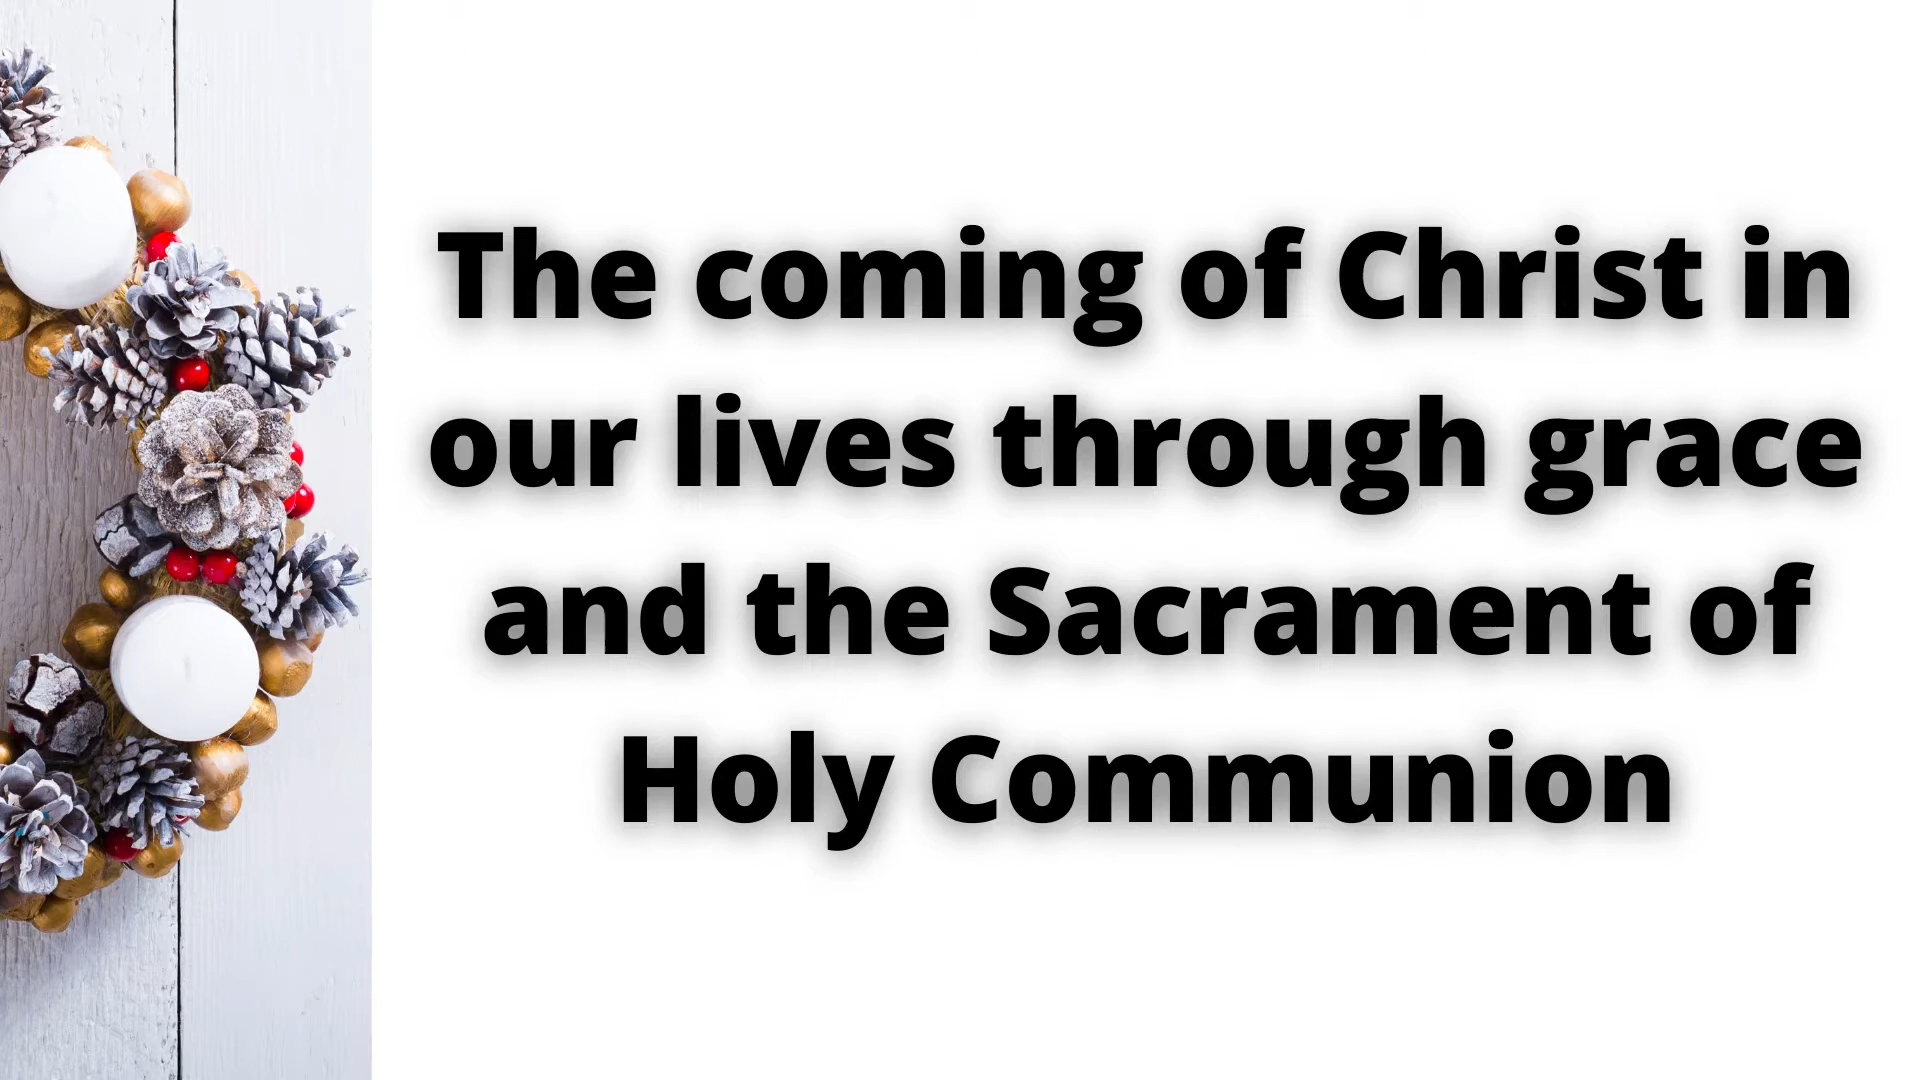 The coming of Christ in
our lives through grace
and the Sacrament of
Holy Communion